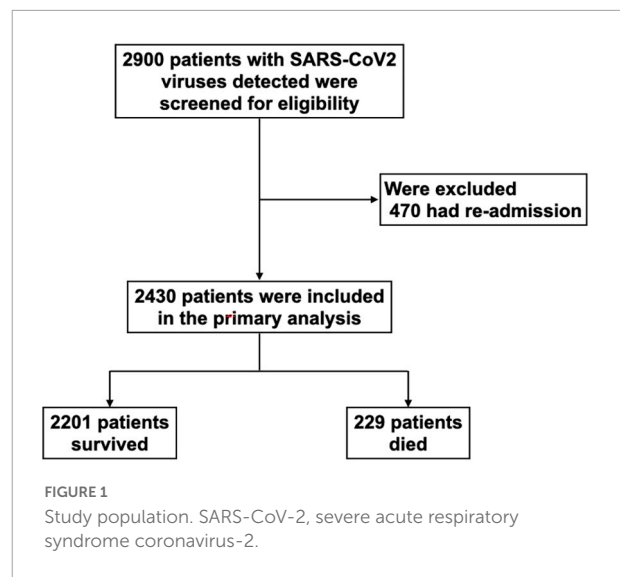 2900 patients with SARS-CoV2
viruses detected were
screened for eligibility
Were excluded
470 had re-admission
2430 patients were included
in the primary analysis
2201 patients
survived
229 patients
died
FIGURE 1
Study population. SARS-CoV-2, severe acute respiratory
syndrome coronavirus-2.